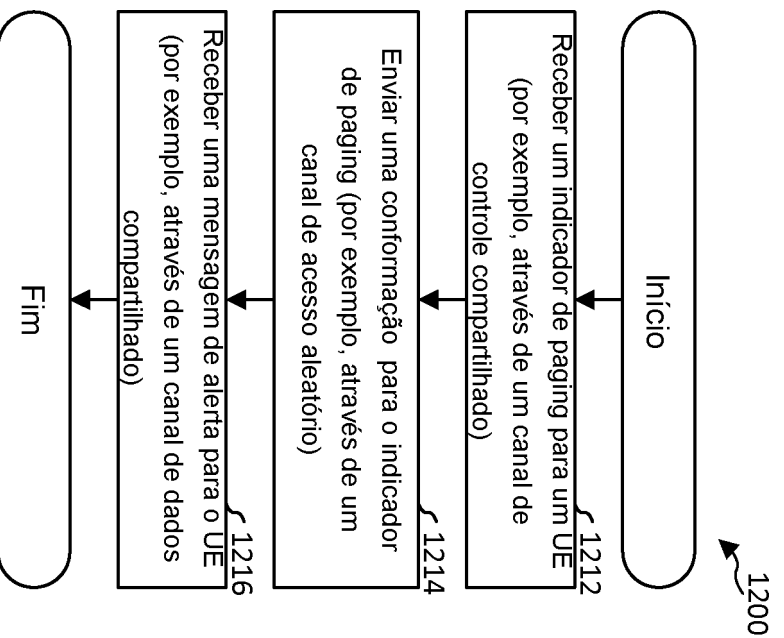 1200
Início
Receber um indicador de paging para um UE
(por exemplo, através de um canal de
controle compartilhado)
1212
Enviar uma conformação para o indicador
de paging (por exemplo, através de um
canal de acesso aleatório)
1214
Receber uma mensagem de alerta para o UE
(por exemplo, através de um canal de dados
compartilhado)
1216
Fim